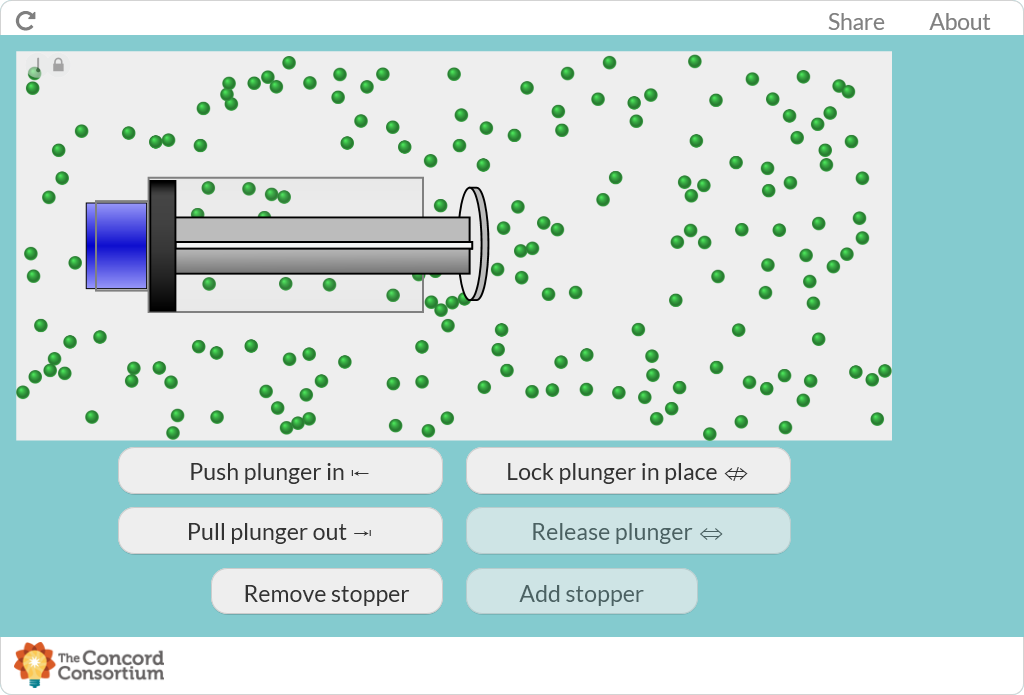 Share About
Push plunger in
Lock plunger in place
Pull plunger out
Release plunger
Remove stopper
Add stopper
The Concord
Consortium